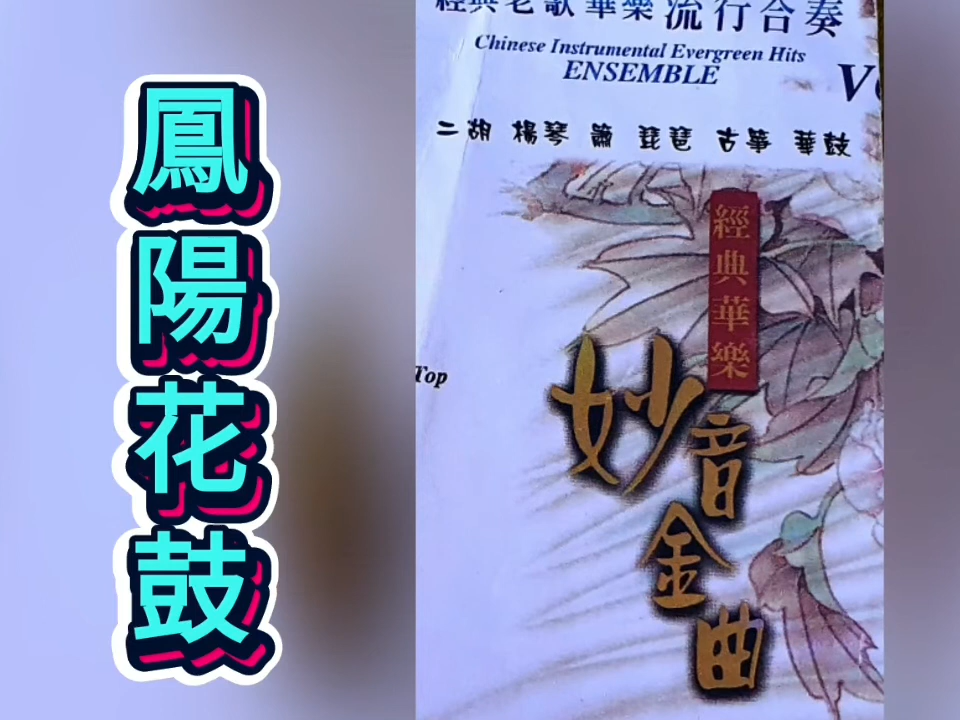 鳳陽花鼓
經典老歌 華樂 流行合奏
Chinese Instrumental Evergreen Hits
ENSEMBLE
二胡 楊琴 簫 琵琶 古箏 華鼓
經典華樂
妙音金曲
Top